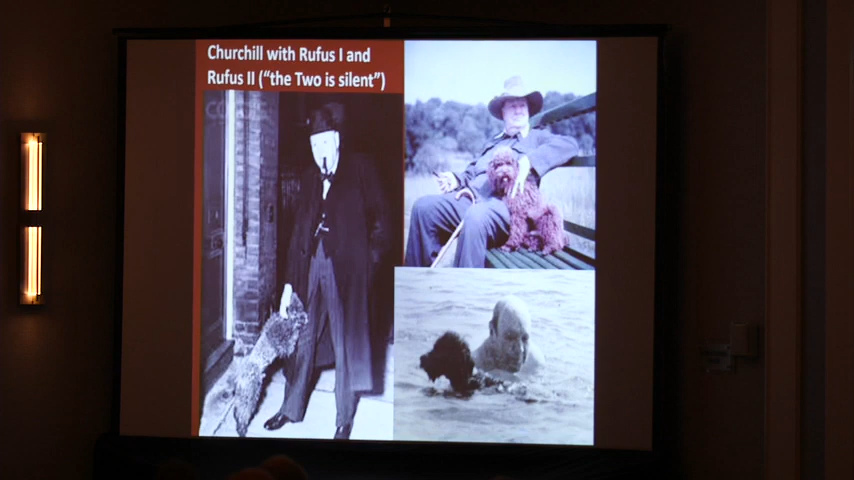 Churchill with Rufus I and
Rufus II (“the Two is silent”)